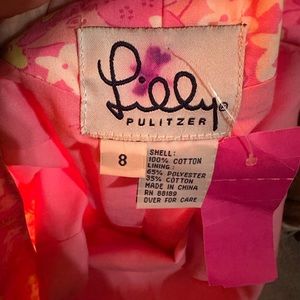 Lilly
PULITZER
8
SHELL:
100% COTTON
LINING:
65% POLYESTER
35% COTTON
MADE IN CHINA
RN 88189
OVER FOR CARE